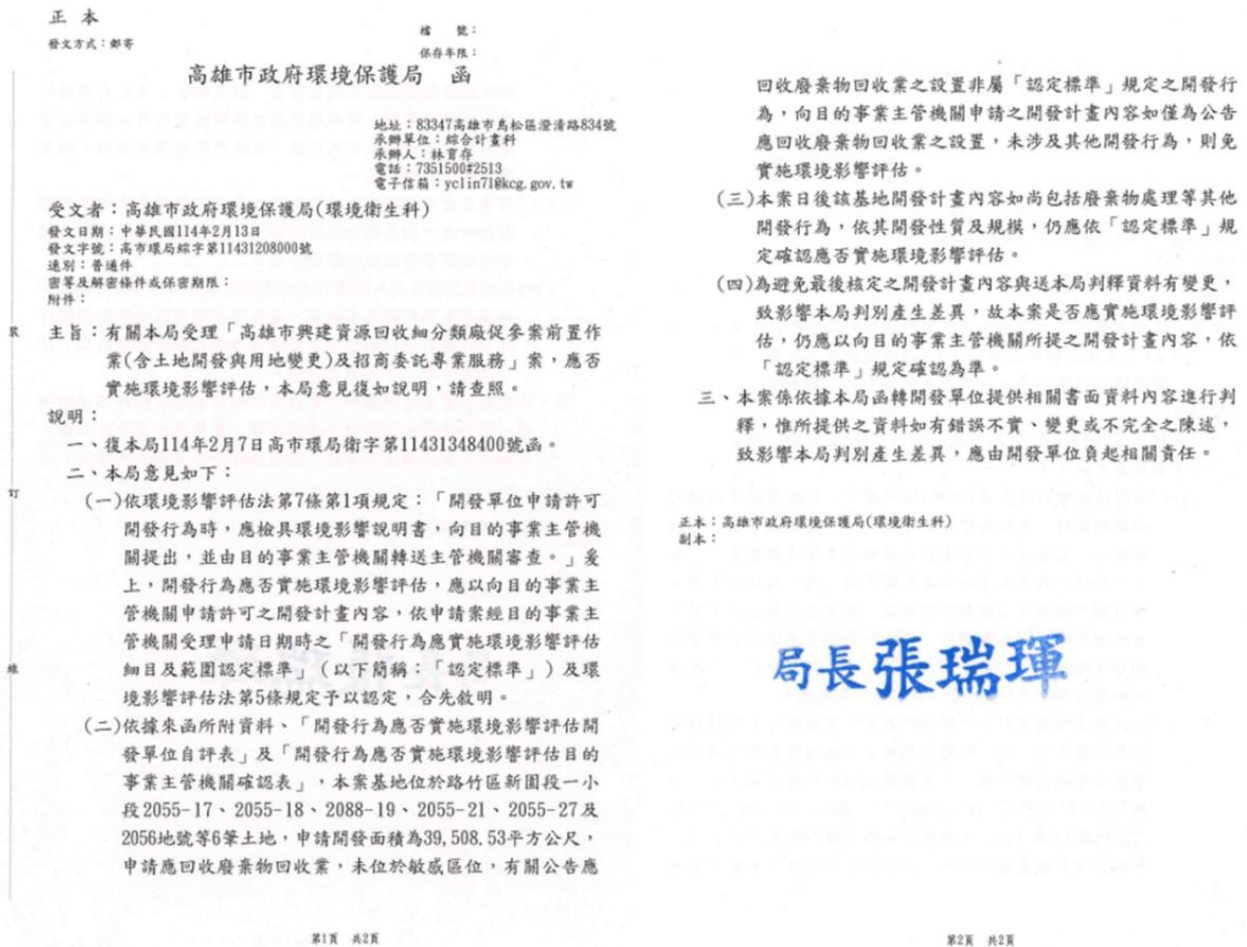 正本
發文方式：郵寄
檔　　號：
保存年限：
高雄市政府環境保護局　函
地址：83347高雄市鳥松區澄清路834號
承辦單位：綜合計畫科
承辦人：林育存
電話：7351500#2513
電子信箱：yclin71@kcg.gov.tw
受文者：高雄市政府環境保護局(環境衛生科)
發文日期：中華民國114年2月13日
發文字號：高市環局綜字第11431208000號
速別：普通件
密等及解密條件或保密期限：
附件：
主旨：有關本局受理「高雄市興建資源回收細分類廠促參案前置作
業(含土地開發與用地變更)及招商委託專業服務」案，應否
實施環境影響評估，本局意見復如說明，請查照。
說明：
一、復本局114年2月7日高市環局衛字第11431348400號函。
二、本局意見如下：
(一)依環境影響評估法第7條第1項規定：「開發單位申請許可
開發行為時，應檢具環境影響說明書，向目的事業主管機
關提出，並由目的事業主管機關轉送主管機關審查。」爰
上，開發行為應否實施環境影響評估，應以向目的事業主
管機關申請許可之開發計畫內容，依申請案經目的事業主
管機關受理申請日期時之「開發行為應實施環境影響評估
細目及範圍認定標準」（以下簡稱：「認定標準」）及環
境影響評估法第5條規定予以認定，合先敘明。
(二)依據來函所附資料、「開發行為應否實施環境影響評估開
發單位自評表」及「開發行為應否實施環境影響評估目的
事業主管機關確認表」，本案基地位於路竹區新園段一小
段2055-17、2055-18、2088-19、2055-21、2055-27及
2056地號等6筆土地，申請開發面積為39,508.53平方公尺，
申請應回收廢棄物回收業，未位於敏感區位，有關公告應
裝
訂
線
第1頁　共2頁
回收廢棄物回收業之設置非屬「認定標準」規定之開發行
為，向目的事業主管機關申請之開發計畫內容如僅為公告
應回收廢棄物回收業之設置，未涉及其他開發行為，則免
實施環境影響評估。
(三)本案日後該基地開發計畫內容如尚包括廢棄物處理等其他
開發行為，依其開發性質及規模，仍應依「認定標準」規
定確認應否實施環境影響評估。
(四)為避免最後核定之開發計畫內容與送本局判釋資料有變更，
致影響本局判別產生差異，故本案是否應實施環境影響評
估，仍應以向目的事業主管機關所提之開發計畫內容，依
「認定標準」規定確認為準。
三、本案係依據本局函轉開發單位提供相關書面資料內容進行判
釋，惟所提供之資料如有錯誤不實、變更或不完全之陳述，
致影響本局判別產生差異，應由開發單位負起相關責任。
正本：高雄市政府環境保護局(環境衛生科)
副本：
局長張瑞琿
第2頁　共2頁